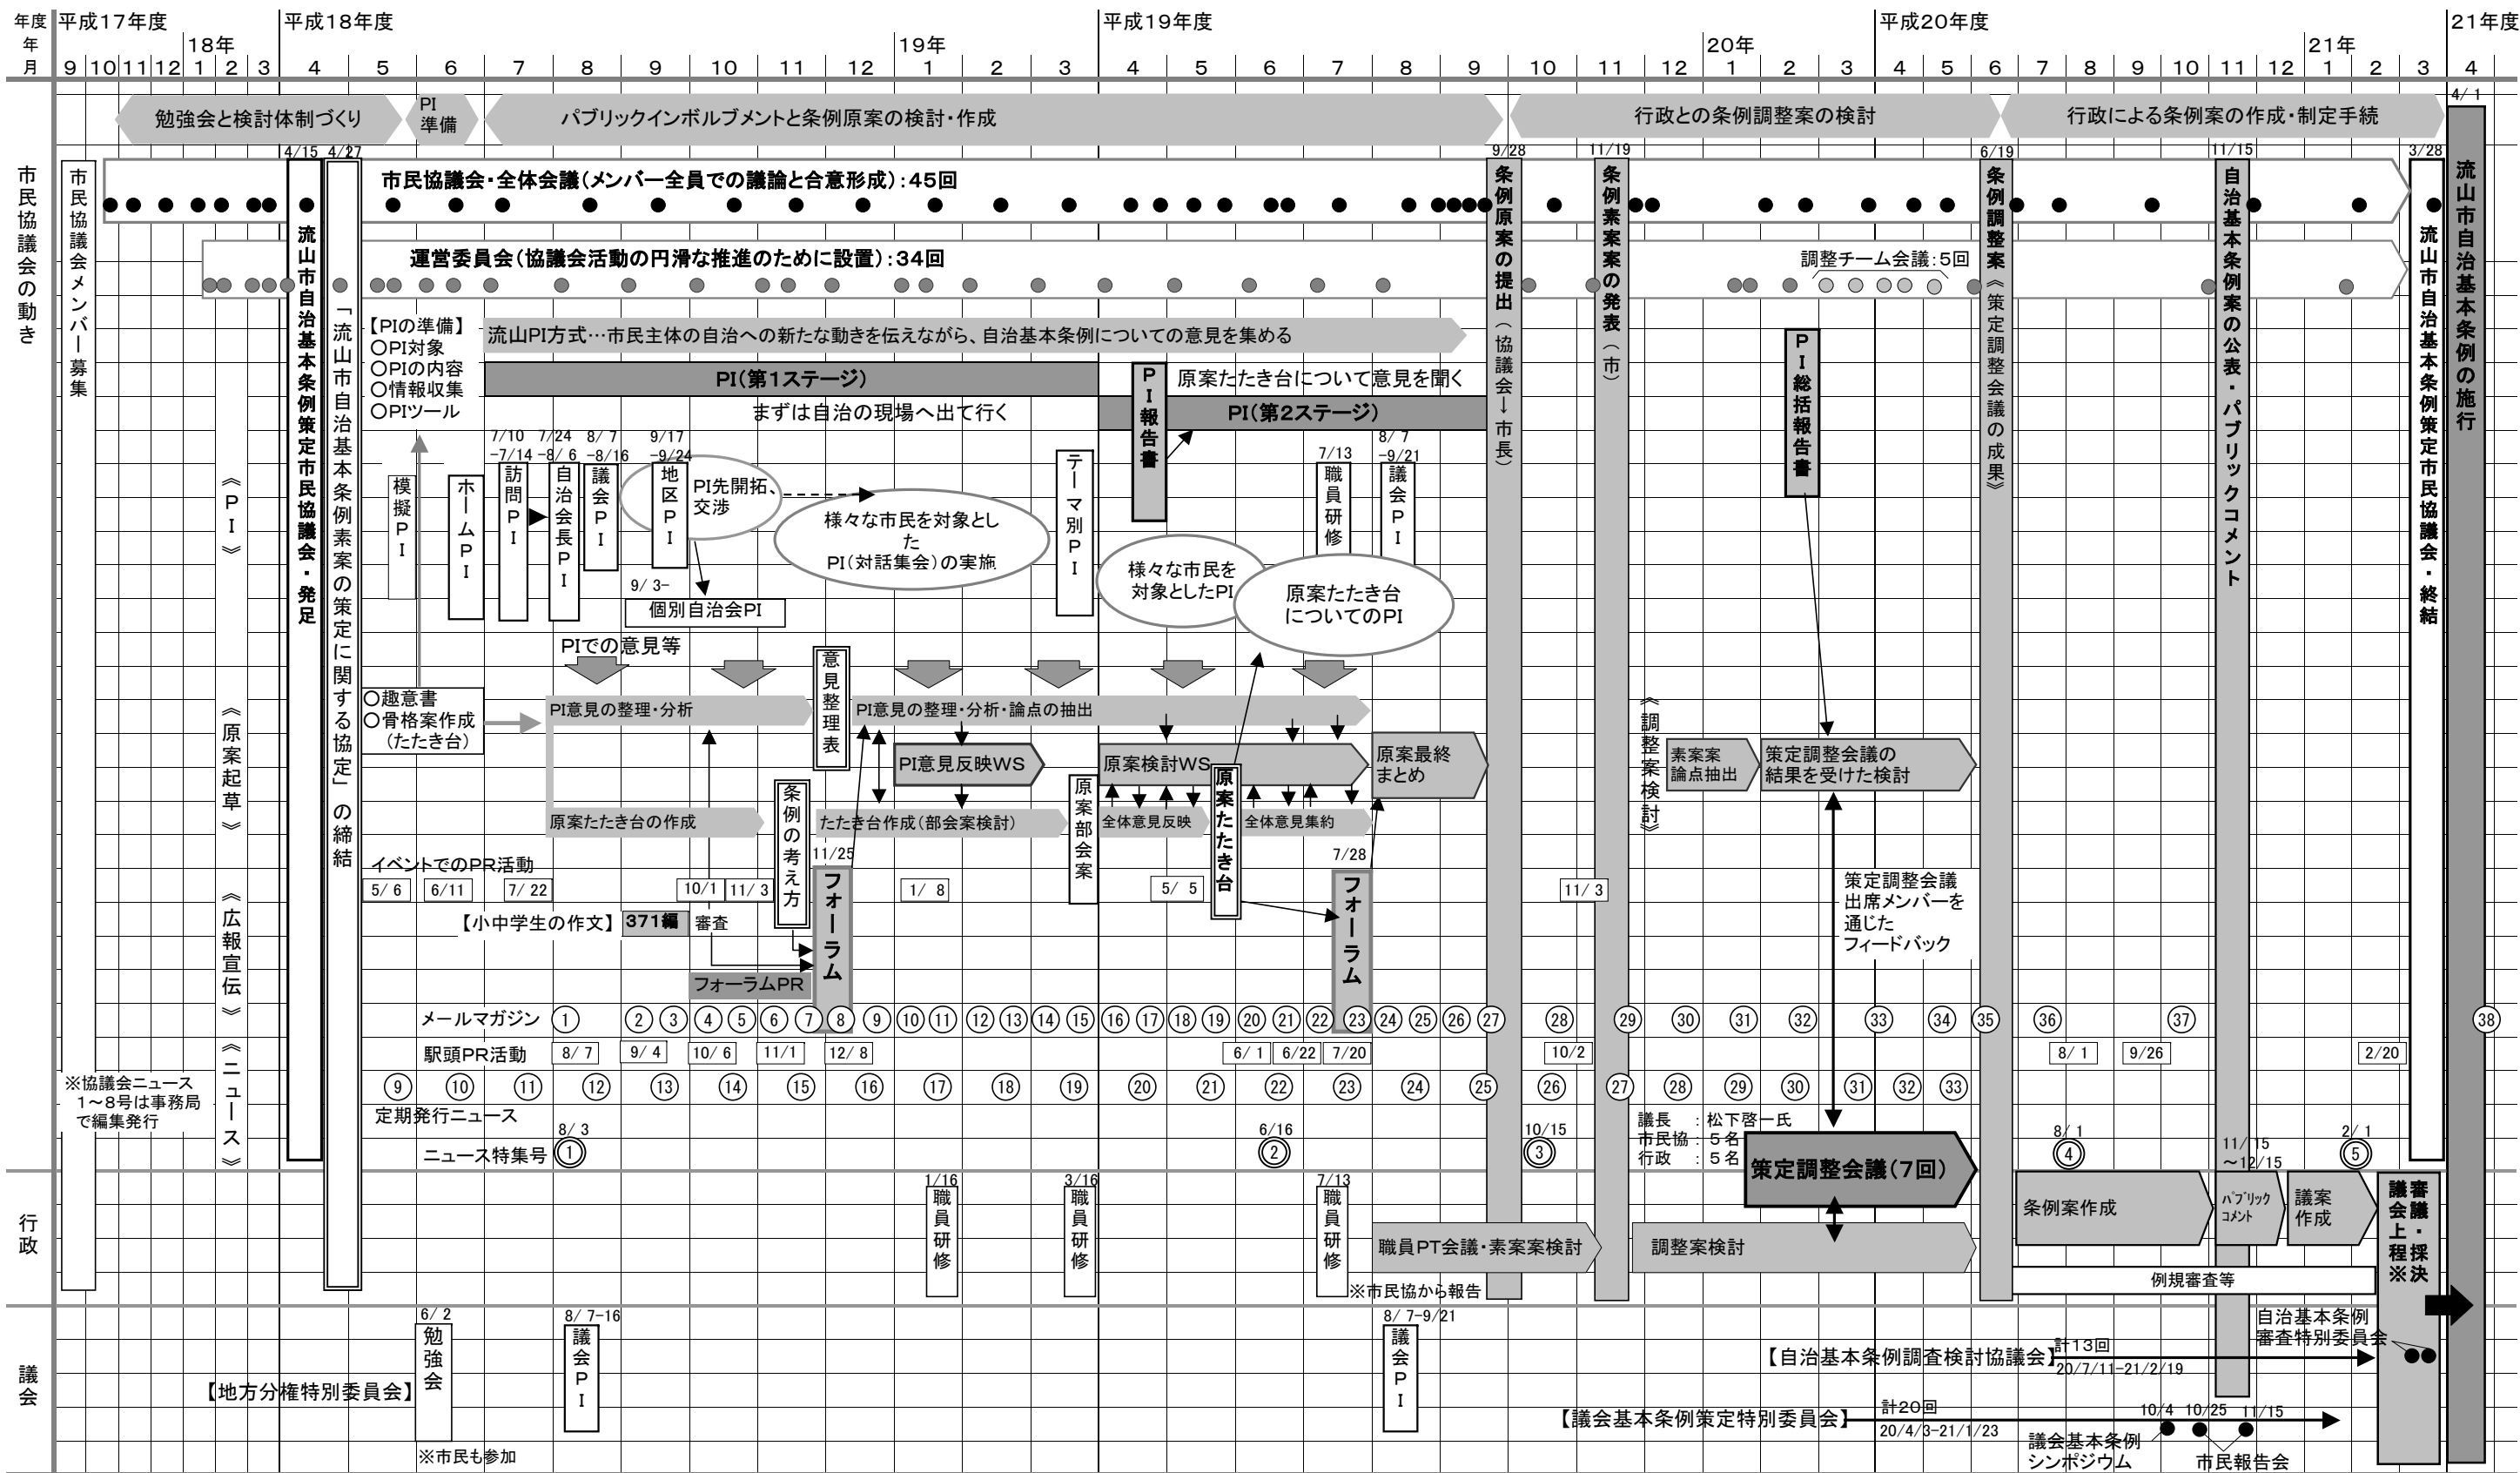 年度 平成17年度 平成18年度 平成19年度 平成20年度 21年度
年 18年 19年 20年 21年
月 9 10 11 12 1 2 3 4 5 6 7 8 9 10 11 12 1 2 3 4 5 6 7 8 9 10 11 12 1 2 3 4 5 6 7 8 9 10 11 12 1 2 3 4
勉強会と検討体制づくり
PI
準備
パブリックインボルブメントと条例原案の検討・作成
行政との条例調整案の検討
行政による条例案の作成・制定手続
4/ 1
流山市自治基本条例の施行
市民協議会の動き
市民協議会メンバー募集
4/15
流山市自治基本条例策定市民協議会・発足
4/27
「流山市自治基本条例素案の策定に関する協定」の締結
市民協議会・全体会議(メンバー全員での議論と合意形成):45回
運営委員会(協議会活動の円滑な推進のために設置):34回
調整チーム会議:5回
9/28
条例原案の提出(協議会→市長)
11/19
条例素案案の発表(市)
6/19
条例調整案《策定調整会議の成果》
11/15
自治基本条例案の公表・パブリックコメント
3/28
流山市自治基本条例策定市民協議会・終結
《PI》
【PIの準備】
○PI対象
○PIの内容
○情報収集
○PIツール
流山PI方式…市民主体の自治への新たな動きを伝えながら、自治基本条例についての意見を集める
PI(第1ステージ)
まずは自治の現場へ出て行く
PI報告書
原案たたき台について意見を聞く
PI(第2ステージ)
PI総括報告書
模擬PI
ホームPI
7/10
-7/14
訪問PI
7/24
-8/ 6
自治会長PI
8/ 7
-8/16
議会PI
9/17
-9/24
地区PI
PI先開拓、
交渉
9/ 3-
個別自治会PI
様々な市民を対象とし
た
PI(対話集会)の実施
テーマ別PI
様々な市民を
対象としたPI
原案たたき台
についてのPI
7/13
職員研修
8/ 7
-9/21
議会PI
PIでの意見等
《原案起草》
○趣意書
○骨格案作成
(たたき台)
PI意見の整理・分析
意見整理表
PI意見の整理・分析・論点の抽出
PI意見反映WS
原案検討WS
原案最終
まとめ
原案たたき台の作成
条例の考え方
たたき台作成(部会案検討)
原案部会案
全体意見反映
原案たたき台
全体意見集約
《調整案検討》
素案案
論点抽出
策定調整会議の
結果を受けた検討
策定調整会議
出席メンバーを
通じた
フィードバック
《広報宣伝》
イベントでのPR活動
5/ 6 6/11 7/ 22 10/1 11/ 3 1/ 8 5/ 5 11/ 3
【小中学生の作文】 371編 審査
フォーラムPR
11/25
フォーラム
7/28
フォーラム
メールマガジン ① ② ③ ④ ⑤ ⑥ ⑦ ⑧ ⑨ ⑩ ⑪ ⑫ ⑬ ⑭ ⑮ ⑯ ⑰ ⑱ ⑲ ⑳ ㉑ ㉒ ㉓ ㉔ ㉕ ㉖ ㉗ ㉘ ㉙ ㉚ ㉛ ㉜ ㉝ ㉞ ㉟ ㊱ ㊲ ㊳
駅頭PR活動 8/ 7 9/ 4 10/ 6 11/1 12/ 8 6/ 1 6/22 7/20 10/2 8/ 1 9/26 2/20
《ニュース》
※協議会ニュース
1～8号は事務局
で編集発行
⑨ ⑩ ⑪ ⑫ ⑬ ⑭ ⑮ ⑯ ⑰ ⑱ ⑲ ⑳ ㉑ ㉒ ㉓ ㉔ ㉕ ㉖ ㉗ ㉘ ㉙ ㉚ ㉛ ㉜ ㉝
定期発行ニュース
8/ 3 6/16 10/15 8/ 1 2/ 1
ニュース特集号 ① ② ③ ④ ⑤
議長 :松下啓一氏
市民協:5名
行政 :5名
策定調整会議(7回)
行政
1/16
職員研修
3/16
職員研修
7/13
職員研修
※市民協から報告
職員PT会議・素案案検討
調整案検討
条例案作成
11/ 15
～12/15
パブリック
コメント
議案
作成
例規審査等
議会上程※
審議・採決
議会
【地方分権特別委員会】
6/ 2
勉強会
※市民も参加
8/ 7-16
議会PI
8/ 7-9/21
議会PI
【自治基本条例調査検討協議会】
計13回
20/7/11-21/2/19
自治基本条例
審査特別委員会
【議会基本条例策定特別委員会】
計20回
20/4/3-21/1/23
10/4 10/25 11/15
議会基本条例
シンポジウム
市民報告会